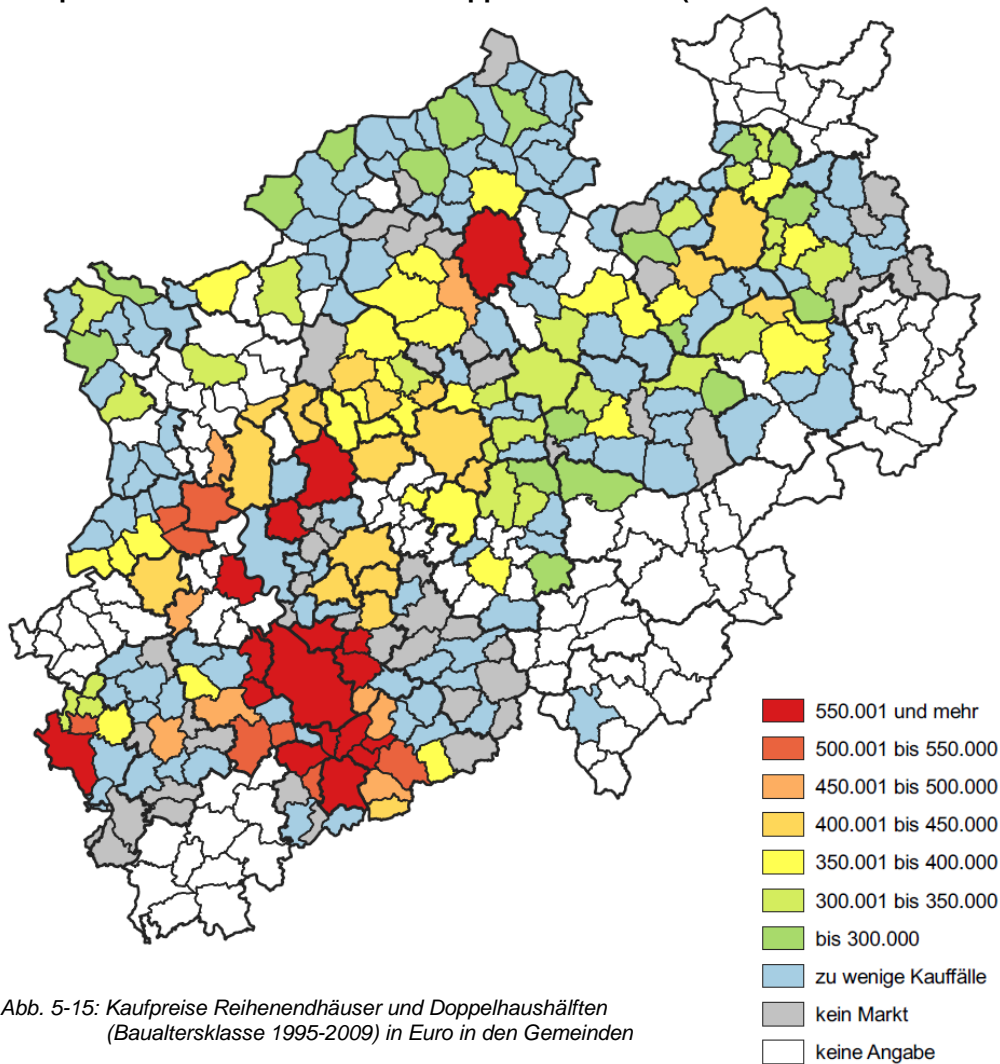 550.001 und mehr
500.001 bis 550.000
450.001 bis 500.000
400.001 bis 450.000
350.001 bis 400.000
300.001 bis 350.000
bis 300.000
zu wenige Kauffälle
kein Markt
keine Angabe
Abb. 5-15: Kaufpreise Reihenendhäuser und Doppelhaushälften
(Baualtersklasse 1995-2009) in Euro in den Gemeinden